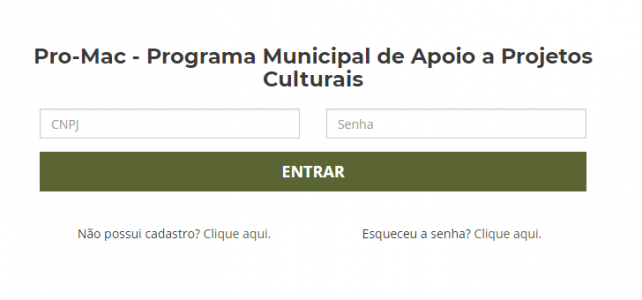 Pro-Mac - Programa Municipal de Apoio a Projetos
Culturais
CNPJ
Senha
ENTRAR
Não possui cadastro? Clique aqui.
Esqueceu a senha? Clique aqui.